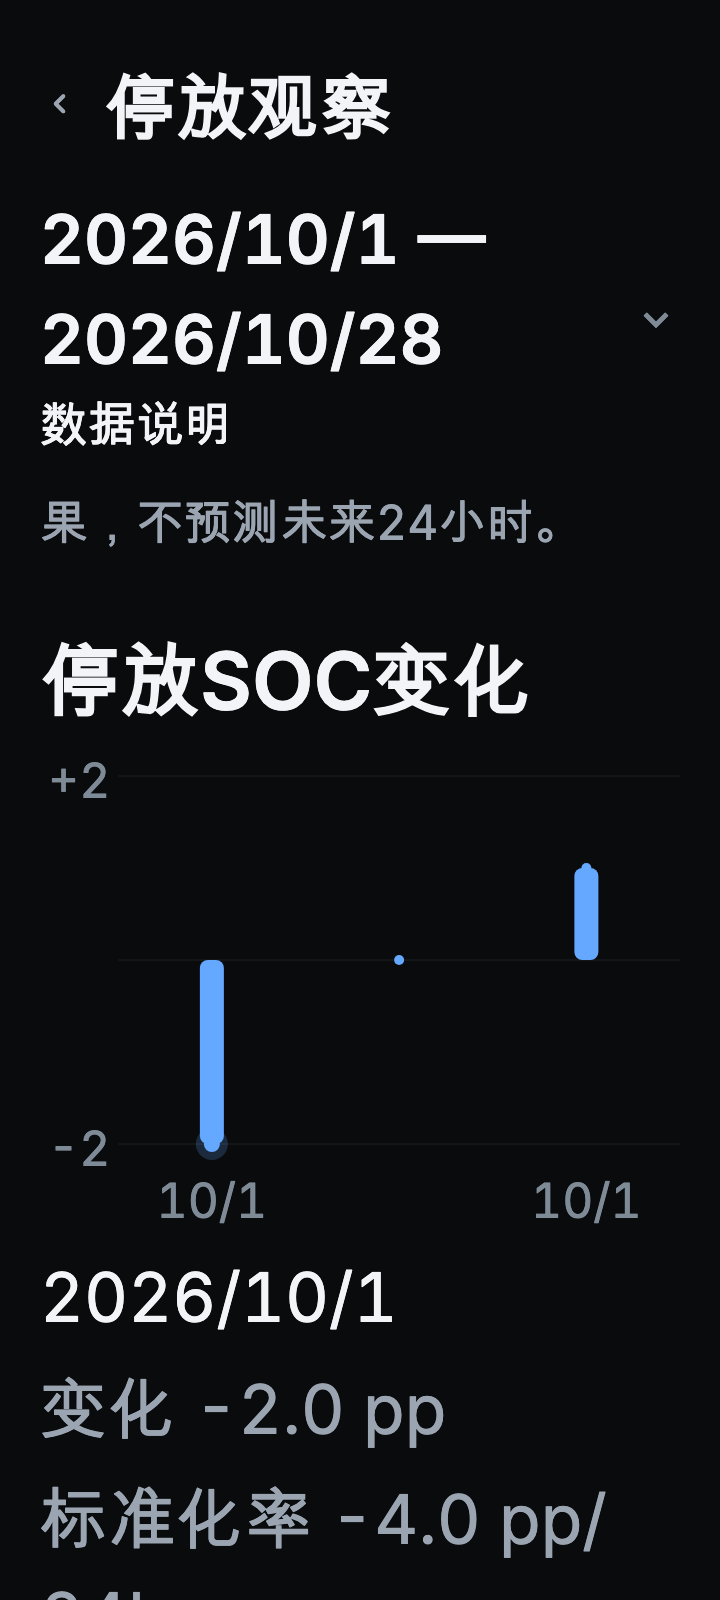 停放观察
2026/10/1 —
2026/10/28
数据说明
果，不预测未来24小时。
停放SOC变化
+2
-2
10/1 10/1
2026/10/1
变化 -2.0 pp
标准化率 -4.0 pp/